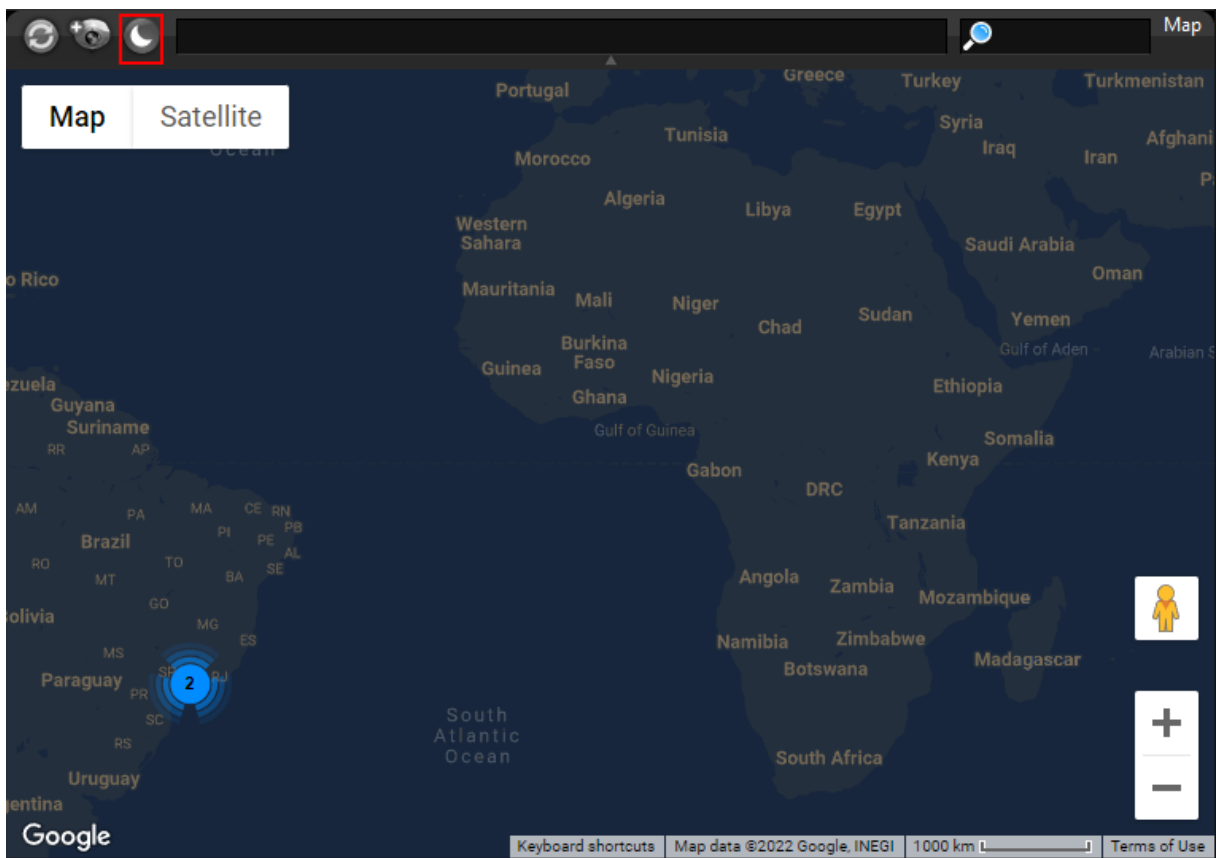 Map
Map Satellite
Ocean
Portugal
Greece
Turkey
Turkmenistan
Tunisia
Syria
Morocco
Iraq
Iran
Afghani
Algeria
Libya
Egypt
P
Western
Sahara
Saudi Arabia
o Rico
Oman
Mauritania
Mali
Niger
Chad
Sudan
Yemen
Burkina
Faso
Guinea
Nigeria
Gulf of Aden
Arabian S
ezuela
Guyana
Ghana
Ethiopia
Suriname
Gulf of Guinea
Somalia
RR
AP
Gabon
Kenya
DRC
AM
PA
MA
CE
RN
PB
Brazil
PI
PE
AL
Tanzania
RO
MT
TO
BA
SE
Angola
Zambia
Mozambique
GO
olivia
MG
ES
Namibia
Zimbabwe
MS
Botswana
Madagascar
Paraguay
SP
2
RJ
PR
SC
South
Atlantic
Ocean
RS
South Africa
Uruguay
gentina
Google
Keyboard shortcuts
Map data ©2022 Google, INEGI
1000 km
Terms of Use